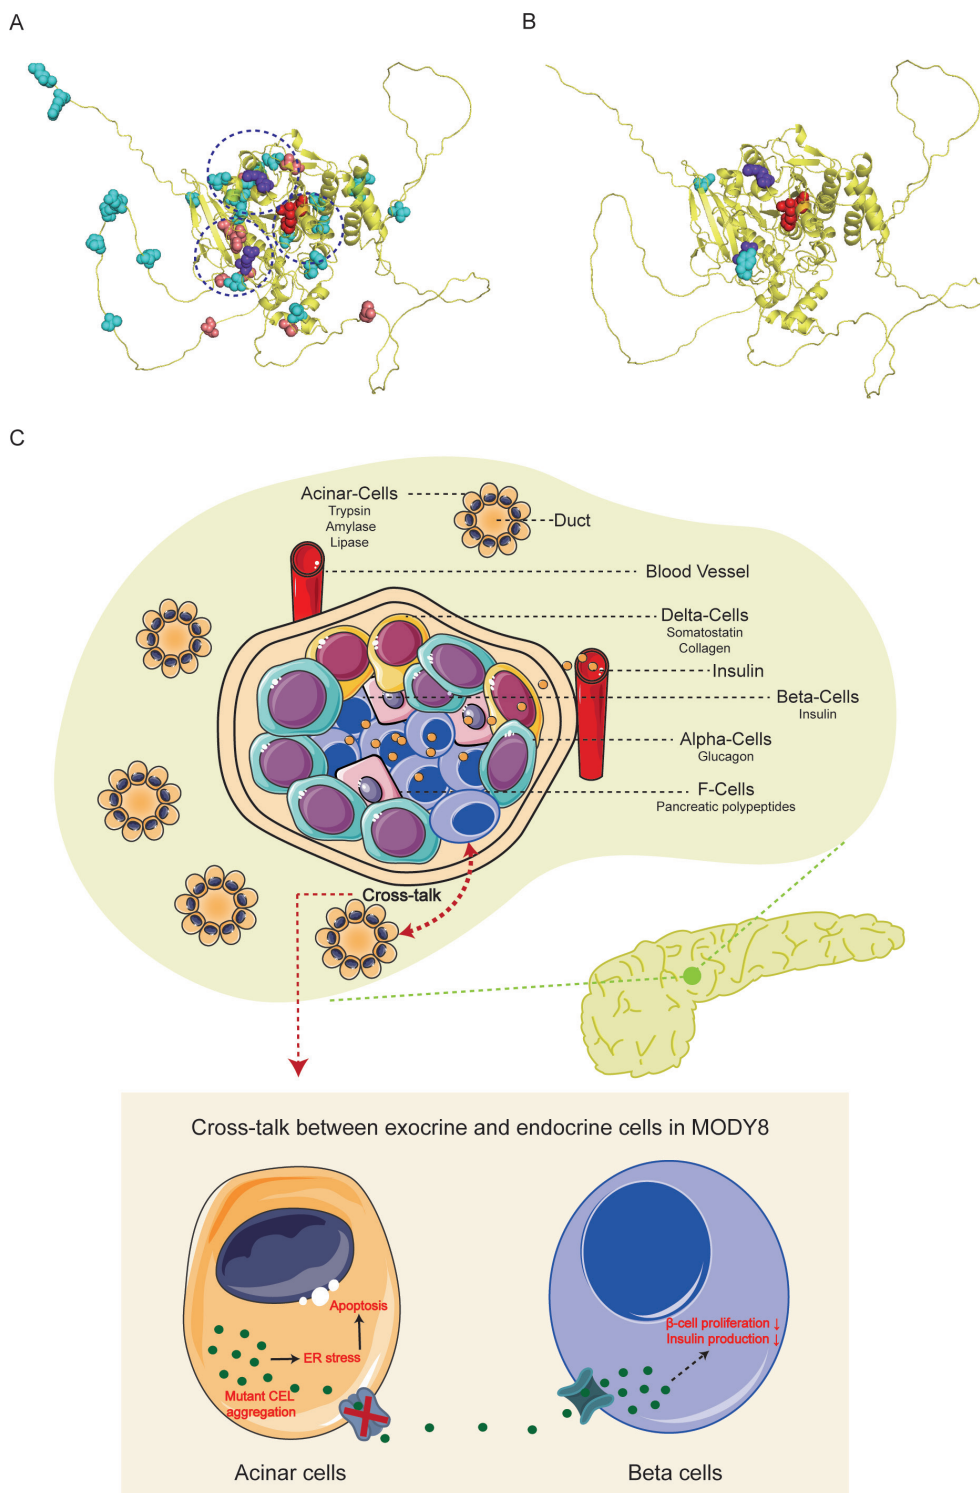 A
B
C
Acinar-Cells
Trypsin
Amylase
Lipase
Duct
Blood Vessel
Delta-Cells
Somatostatin
Collagen
Insulin
Beta-Cells
Insulin
Alpha-Cells
Glucagon
F-Cells
Pancreatic polypeptides
Cross-talk
Cross-talk between exocrine and endocrine cells in MODY8
Apoptosis
ER stress
Mutant CEL
aggregation
β-cell proliferation ↓
Insulin production ↓
Acinar cells
Beta cells